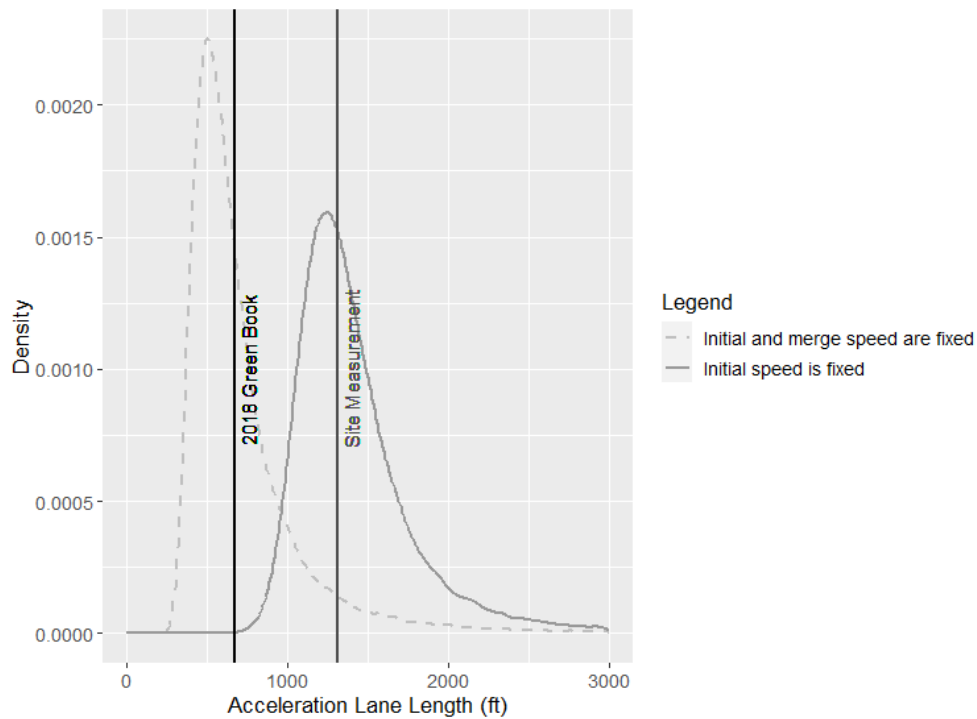 0.0020
0.0015
0.0010
0.0005
0.0000
Density
2018 Green Book
Site Measurement
0 1000 2000 3000
Acceleration Lane Length (ft)
Legend
Initial and merge speed are fixed
Initial speed is fixed